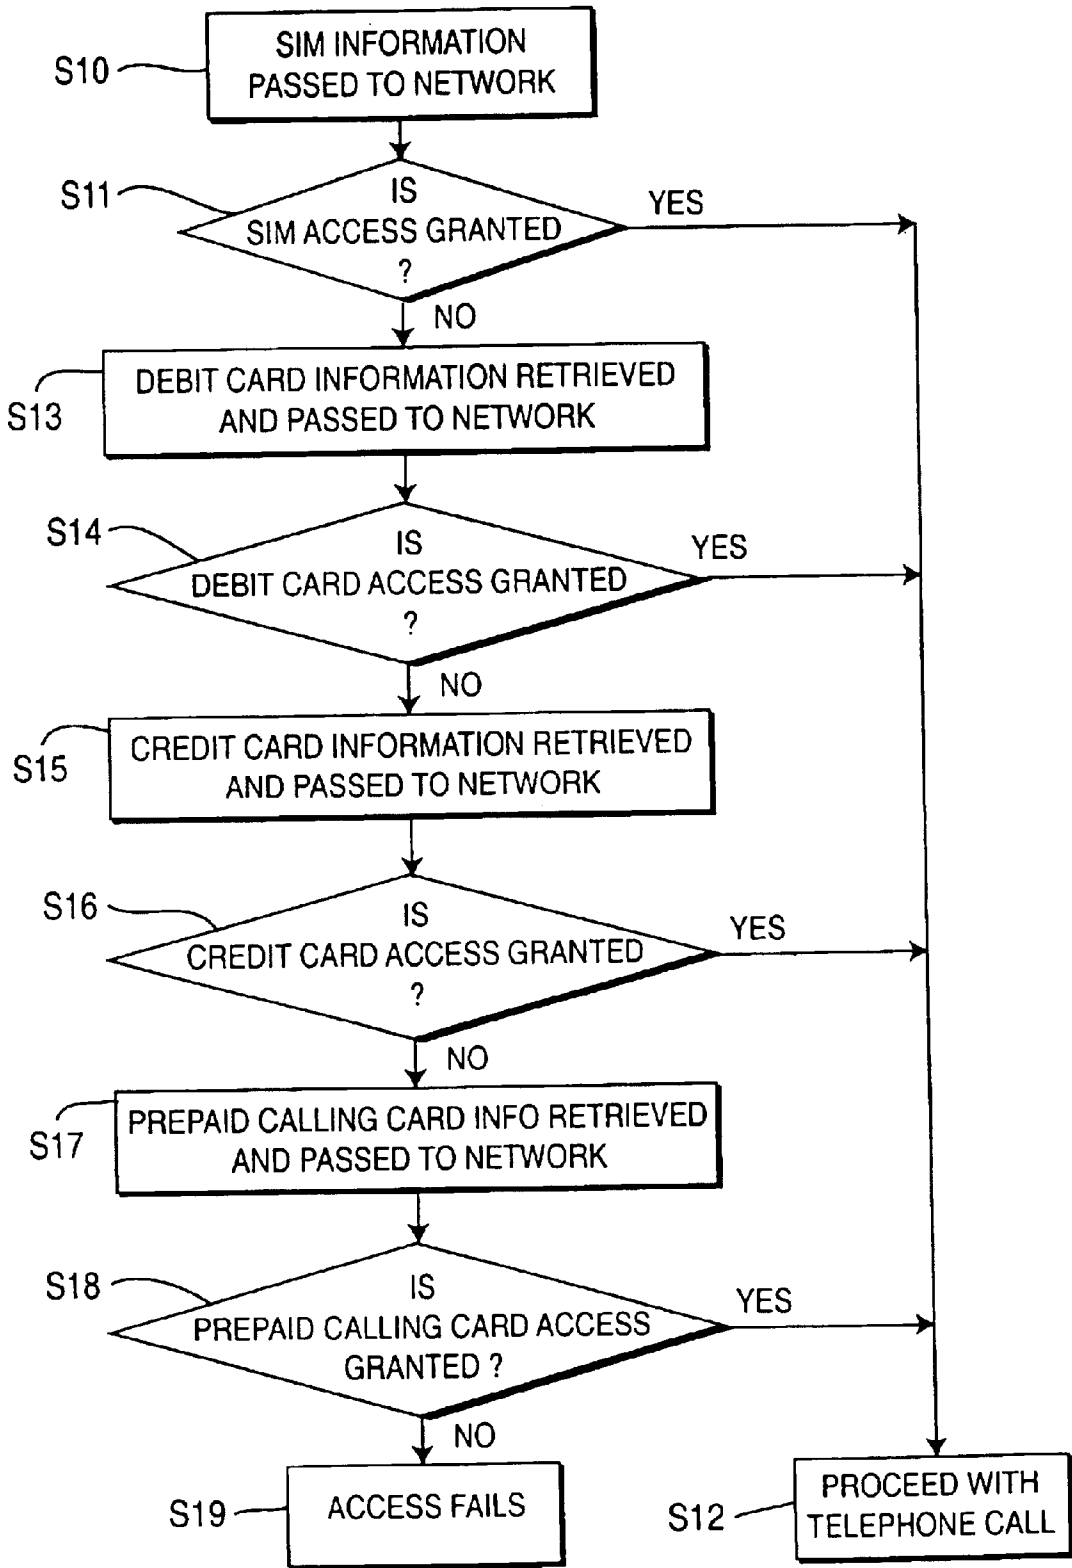 SIM INFORMATION
PASSED TO NETWORK
S10
S11
IS
SIM ACCESS GRANTED
?
YES
NO
S13
DEBIT CARD INFORMATION RETRIEVED
AND PASSED TO NETWORK
S14
IS
DEBIT CARD ACCESS GRANTED
?
YES
NO
S15
CREDIT CARD INFORMATION RETRIEVED
AND PASSED TO NETWORK
S16
IS
CREDIT CARD ACCESS GRANTED
?
YES
NO
S17
PREPAID CALLING CARD INFO RETRIEVED
AND PASSED TO NETWORK
S18
IS
PREPAID CALLING CARD ACCESS
GRANTED ?
YES
NO
S19
ACCESS FAILS
S12
PROCEED WITH
TELEPHONE CALL